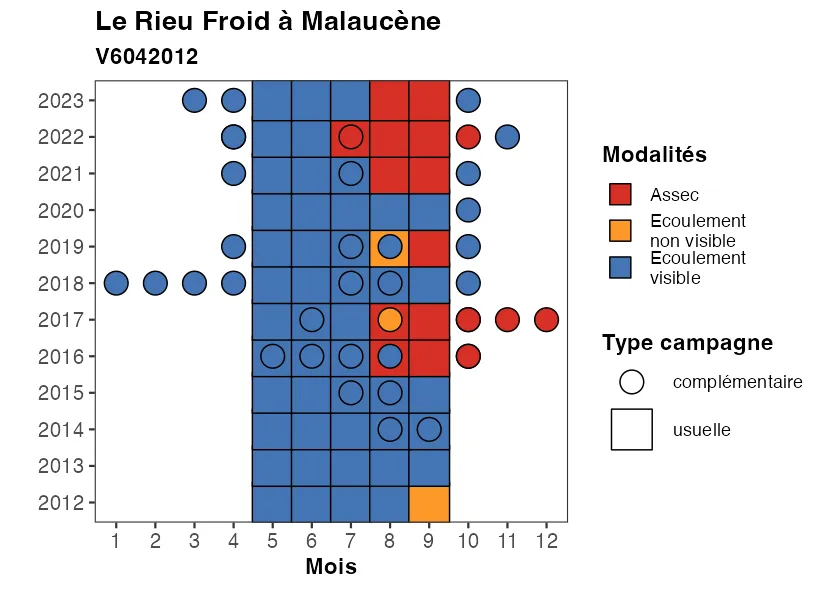 Le Rieu Froid à Malaucène
V6042012
2023
2022
2021
2020
2019
2018
2017
2016
2015
2014
2013
2012
1 2 3 4 5 6 7 8 9 10 11 12
Mois
Modalités
Assec
Ecoulement
non visible
Ecoulement
visible
Type campagne
complémentaire
usuelle